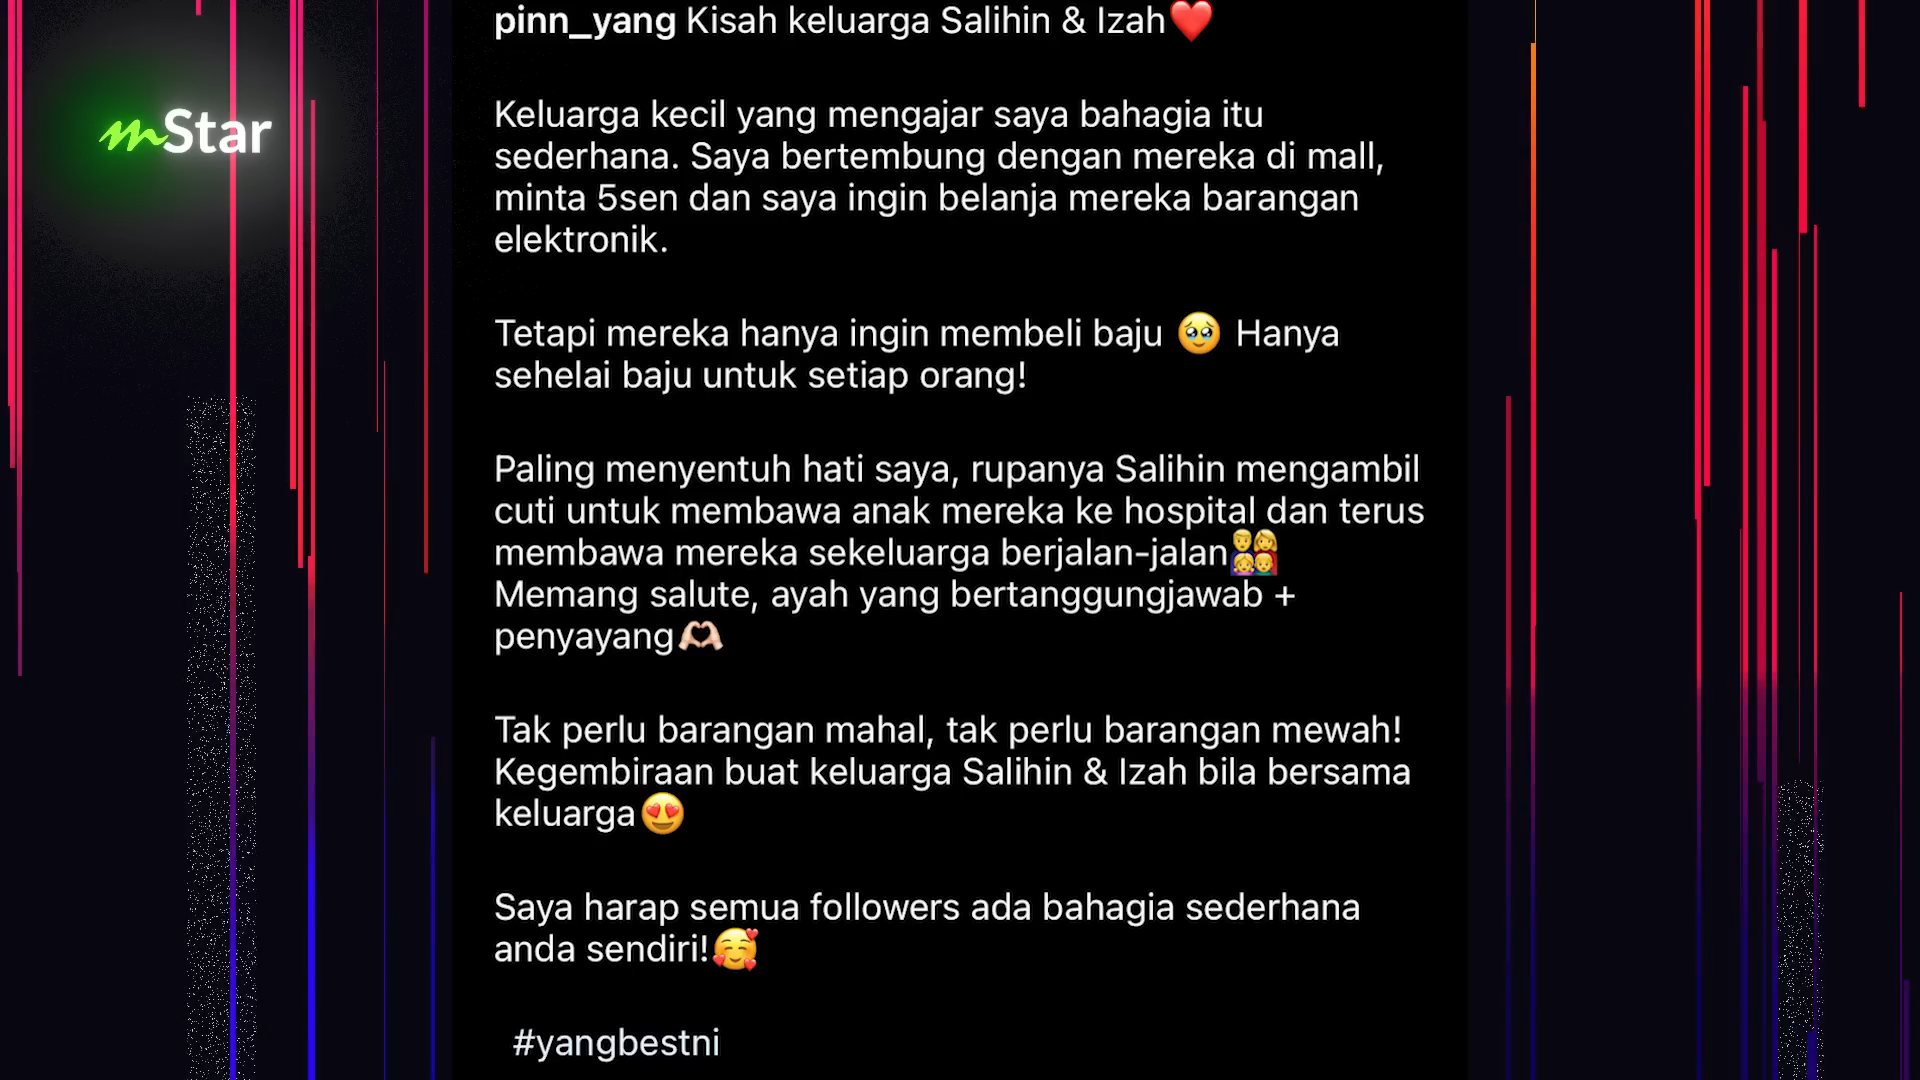 mStar
pinn_yang Kisah keluarga Salihin & Izah❤️
Keluarga kecil yang mengajar saya bahagia itu
sederhana. Saya bertembung dengan mereka di mall,
minta 5sen dan saya ingin belanja mereka barangan
elektronik.
Tetapi mereka hanya ingin membeli baju 🥹 Hanya
sehelai baju untuk setiap orang!
Paling menyentuh hati saya, rupanya Salihin mengambil
cuti untuk membawa anak mereka ke hospital dan terus
membawa mereka sekeluarga berjalan-jalan👨‍👩‍👧‍👦
Memang salute, ayah yang bertanggungjawab +
penyayang🫶🏻
Tak perlu barangan mahal, tak perlu barangan mewah!
Kegembiraan buat keluarga Salihin & Izah bila bersama
keluarga😍
Saya harap semua followers ada bahagia sederhana
anda sendiri!🥰
#yangbestni